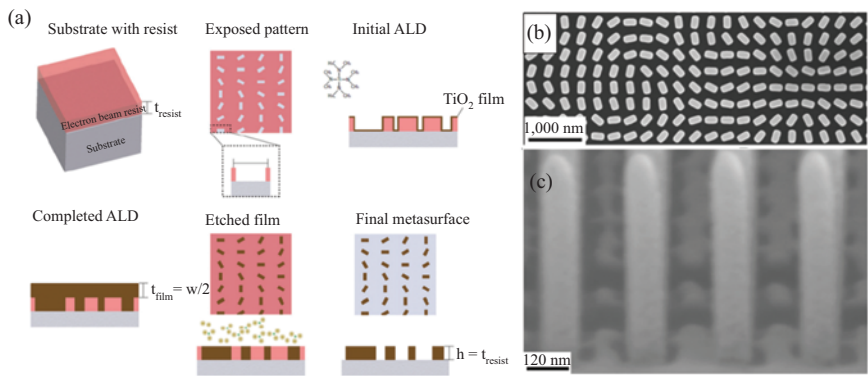 (a)
Substrate with resist
Exposed pattern
Initial ALD
Electron beam resist
t_resist
Substrate
TiO₂ film
Completed ALD
Etched film
Final metasurface
t_film = w/2
h = t_resist
(b)
1,000 nm
(c)
120 nm